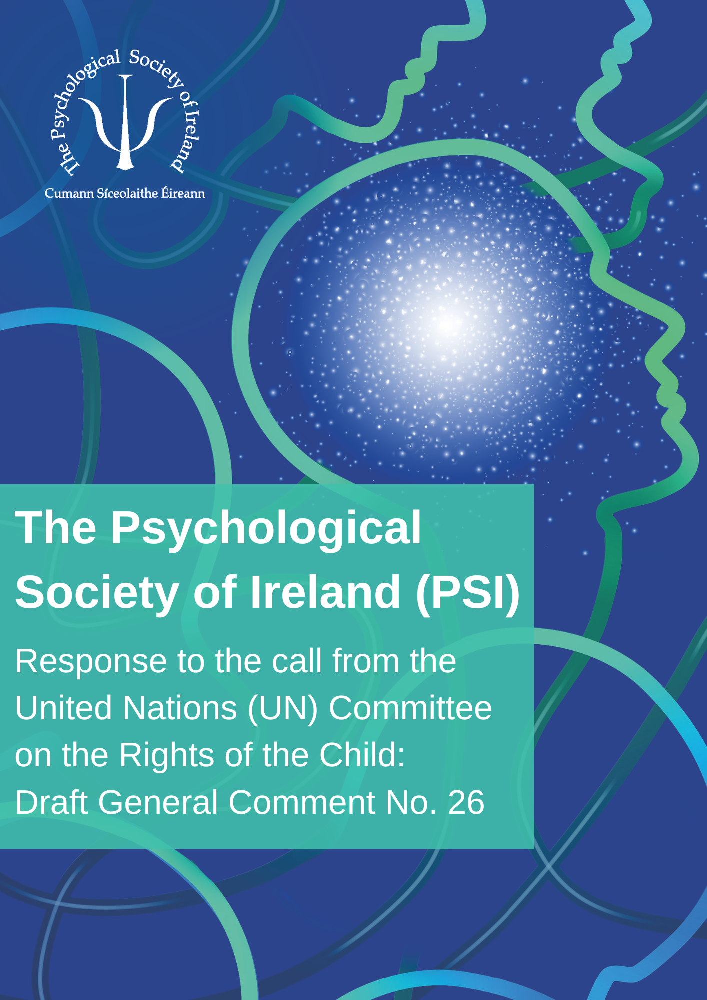 The Psychological Society of Ireland
Cumann Síceolaithe Éireann
The Psychological
Society of Ireland (PSI)
Response to the call from the
United Nations (UN) Committee
on the Rights of the Child:
Draft General Comment No. 26